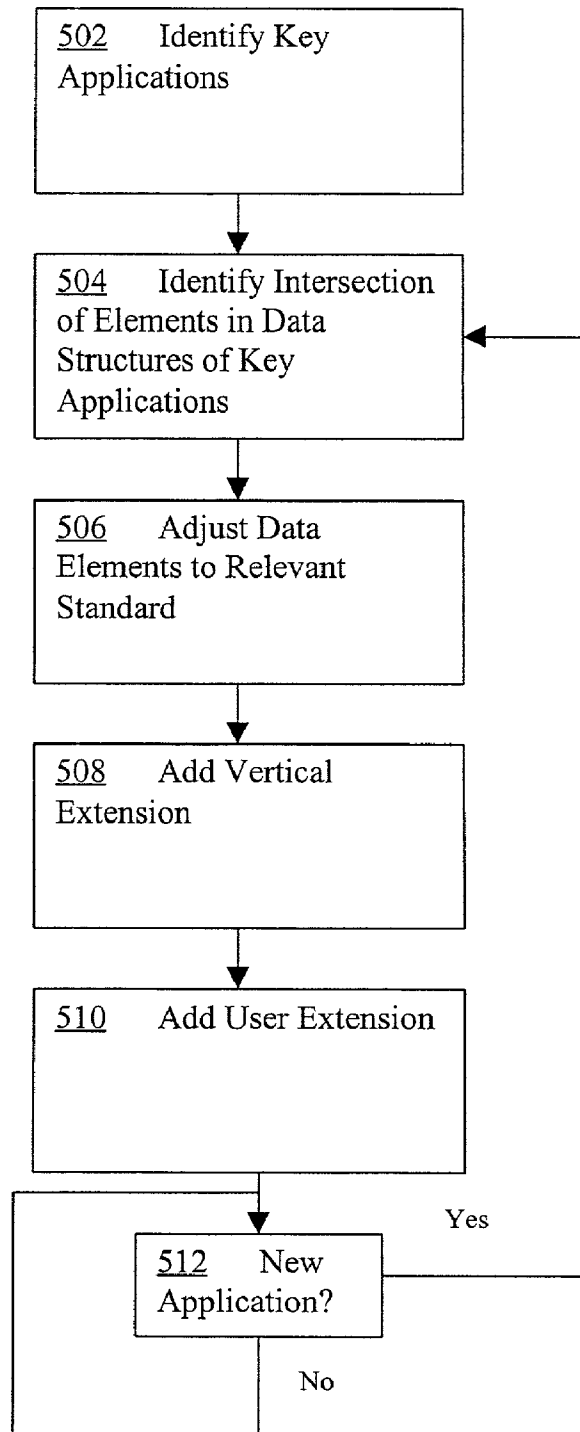 502 Identify Key
Applications
504 Identify Intersection
of Elements in Data
Structures of Key
Applications
506 Adjust Data
Elements to Relevant
Standard
508 Add Vertical
Extension
510 Add User Extension
Yes
512 New
Application?
No